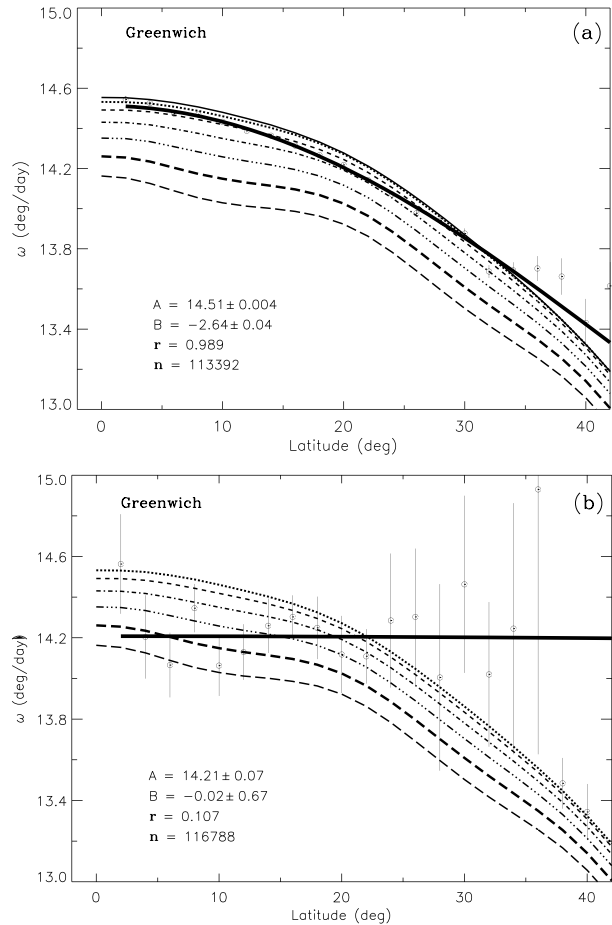 15.0
Greenwich
(a)
14.6
14.2
13.8
13.4
13.0
ω (deg/day)
A = 14.51± 0.004
B = −2.64± 0.04
r = 0.989
n = 113392
0 10 20 30 40
Latitude (deg)
15.0
Greenwich
(b)
14.6
14.2
13.8
13.4
13.0
ω (deg/day)
A = 14.21± 0.07
B = −0.02± 0.67
r = 0.107
n = 116788
0 10 20 30 40
Latitude (deg)